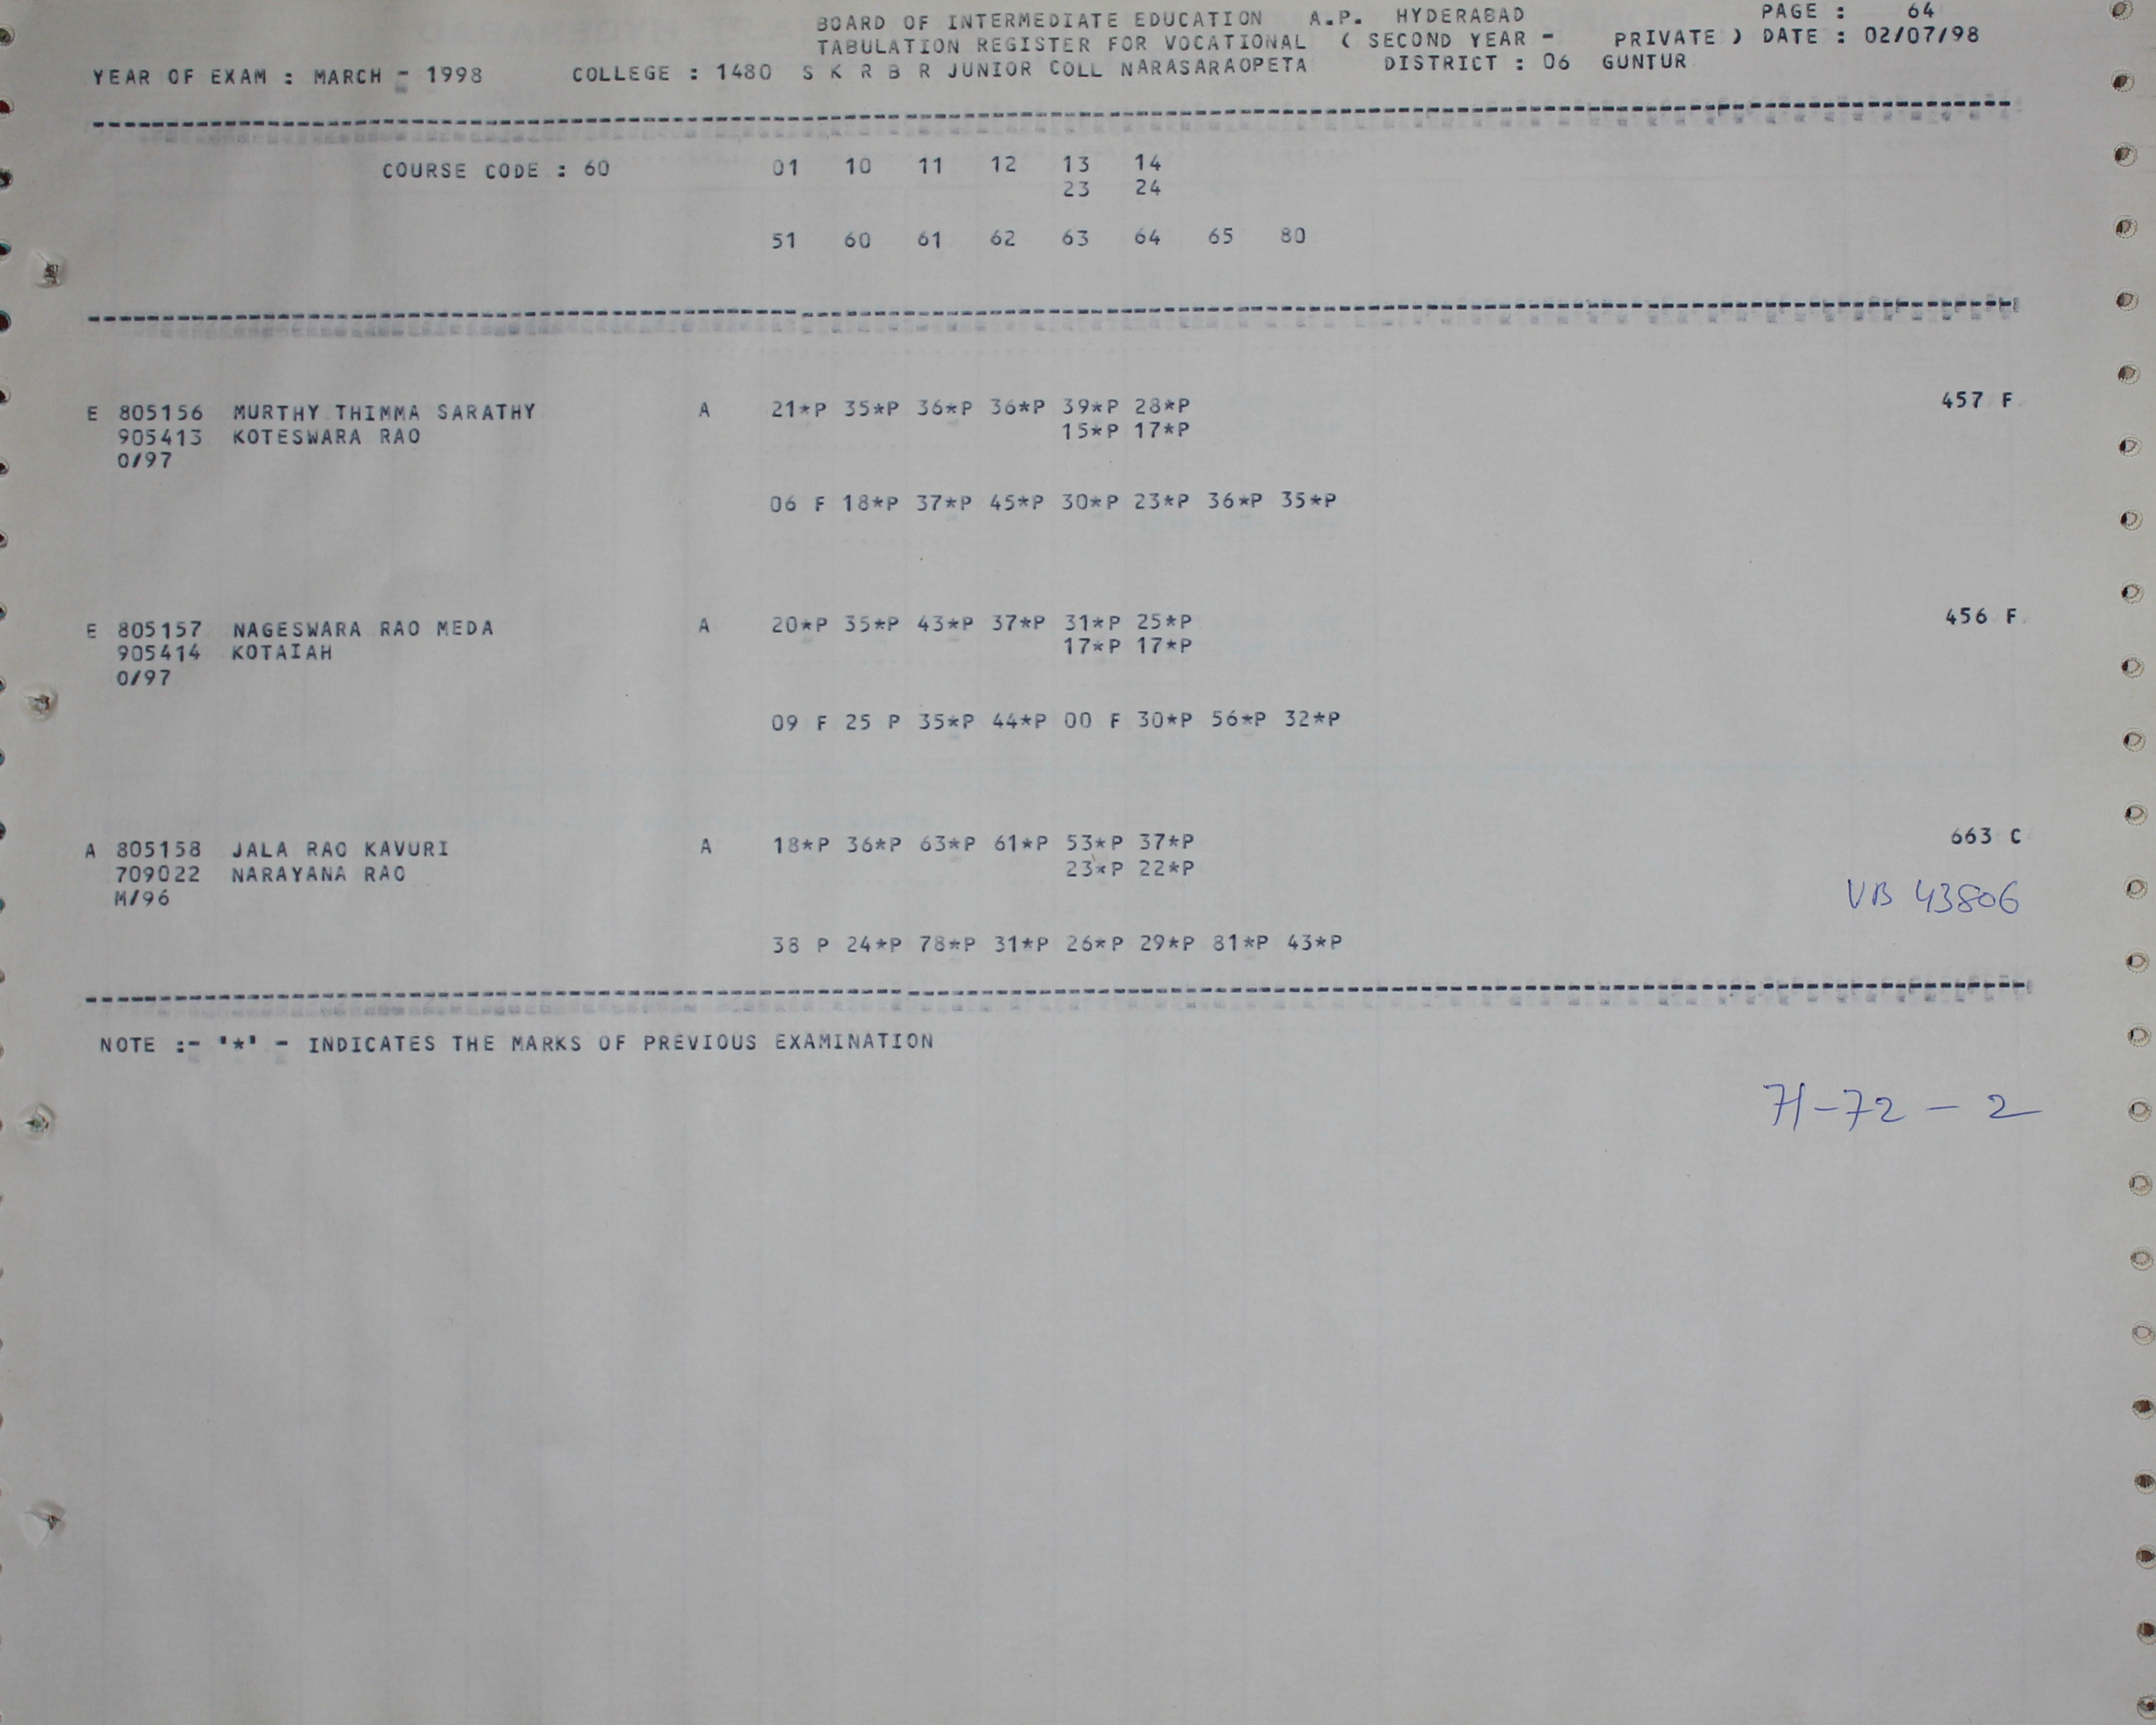 BOARD OF INTERMEDIATE EDUCATION A.P. HYDERABAD PAGE : 64
TABULATION REGISTER FOR VOCATIONAL ( SECOND YEAR - PRIVATE ) DATE : 02/07/98
YEAR OF EXAM : MARCH - 1998 COLLEGE : 1480 S K R B R JUNIOR COLL NARASARAOPETA DISTRICT : 06 GUNTUR
COURSE CODE : 60 01 10 11 12 13 14
23 24
51 60 61 62 63 64 65 80
E 805156 MURTHY THIMMA SARATHY A 21*P 35*P 36*P 36*P 39*P 28*P 457 F
905413 KOTESWARA RAO 15*P 17*P
0/97
06 F 18*P 37*P 45*P 30*P 23*P 36*P 35*P
E 805157 NAGESWARA RAO MEDA A 20*P 35*P 43*P 37*P 31*P 25*P 456 F
905414 KOTAIAH 17*P 17*P
0/97
09 F 25 P 35*P 44*P 00 F 30*P 56*P 32*P
A 805158 JALA RAO KAVURI A 18*P 36*P 63*P 61*P 53*P 37*P 663 C
709022 NARAYANA RAO 23*P 22*P
M/96
VB 43806
38 P 24*P 78*P 31*P 26*P 29*P 81*P 43*P
NOTE :- '*' - INDICATES THE MARKS OF PREVIOUS EXAMINATION
71-72-2